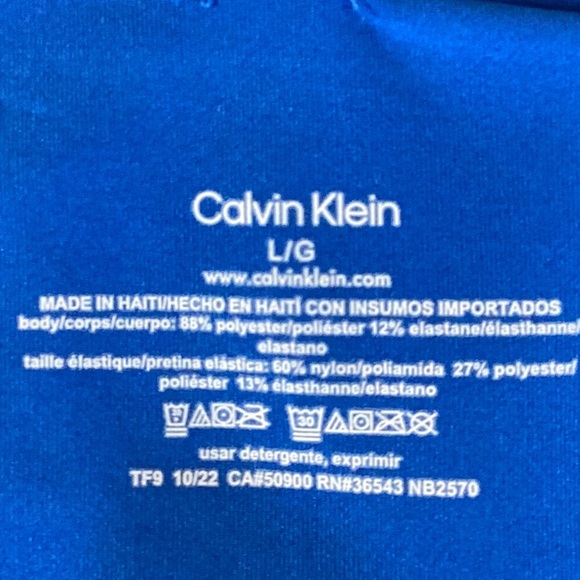 Calvin Klein
L/G
www.calvinklein.com
MADE IN HAITI/HECHO EN HAITÍ CON INSUMOS IMPORTADOS
body/corps/cuerpo: 88% polyester/poliéster 12% elastane/élasthanne/
elastano
taille élastique/pretina elástica: 60% nylon/poliamida 27% polyester/
poliéster 13% élasthanne/elastano
30 30
usar detergente, exprimir
TF9 10/22 CA#50900 RN#36543 NB2570